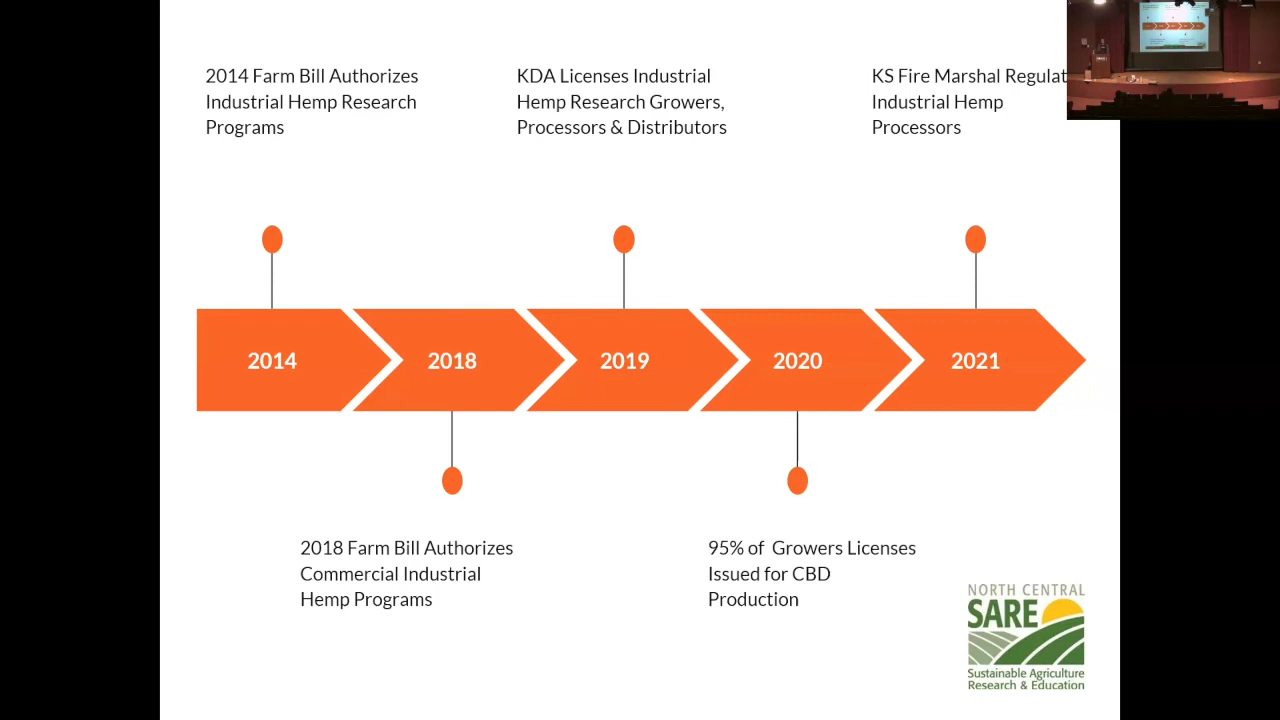 2014 Farm Bill Authorizes
Industrial Hemp Research
Programs
KDA Licenses Industrial
Hemp Research Growers,
Processors & Distributors
KS Fire Marshal
Industrial Hemp
Processors
2014
2018
2019
2020
2021
2018 Farm Bill Authorizes
Commercial Industrial
Hemp Programs
95% of Growers Licenses
Issued for CBD
Production
NORTH CENTRAL
SARE
Sustainable Agriculture
Research & Education